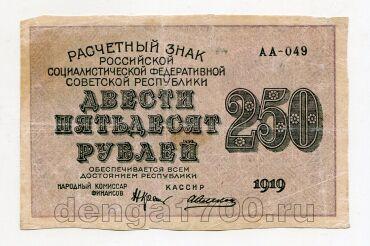 РАСЧЕТНЫЙ ЗНАК
РОССИЙСКОЙ
СОЦИАЛИСТИЧЕСКОЙ ФЕДЕРАТИВНОЙ
СОВЕТСКОЙ РЕСПУБЛИКИ
АА-049
ДВЕСТИ
ПЯТЬДЕСЯТ
РУБЛЕЙ
250
ОБЕСПЕЧИВАЕТСЯ ВСЕМ
ДОСТОЯНИЕМ РЕСПУБЛИКИ
НАРОДНЫЙ КОМИССАР
ФИНАНСОВ
КАССИР
1919
denga1700.ru